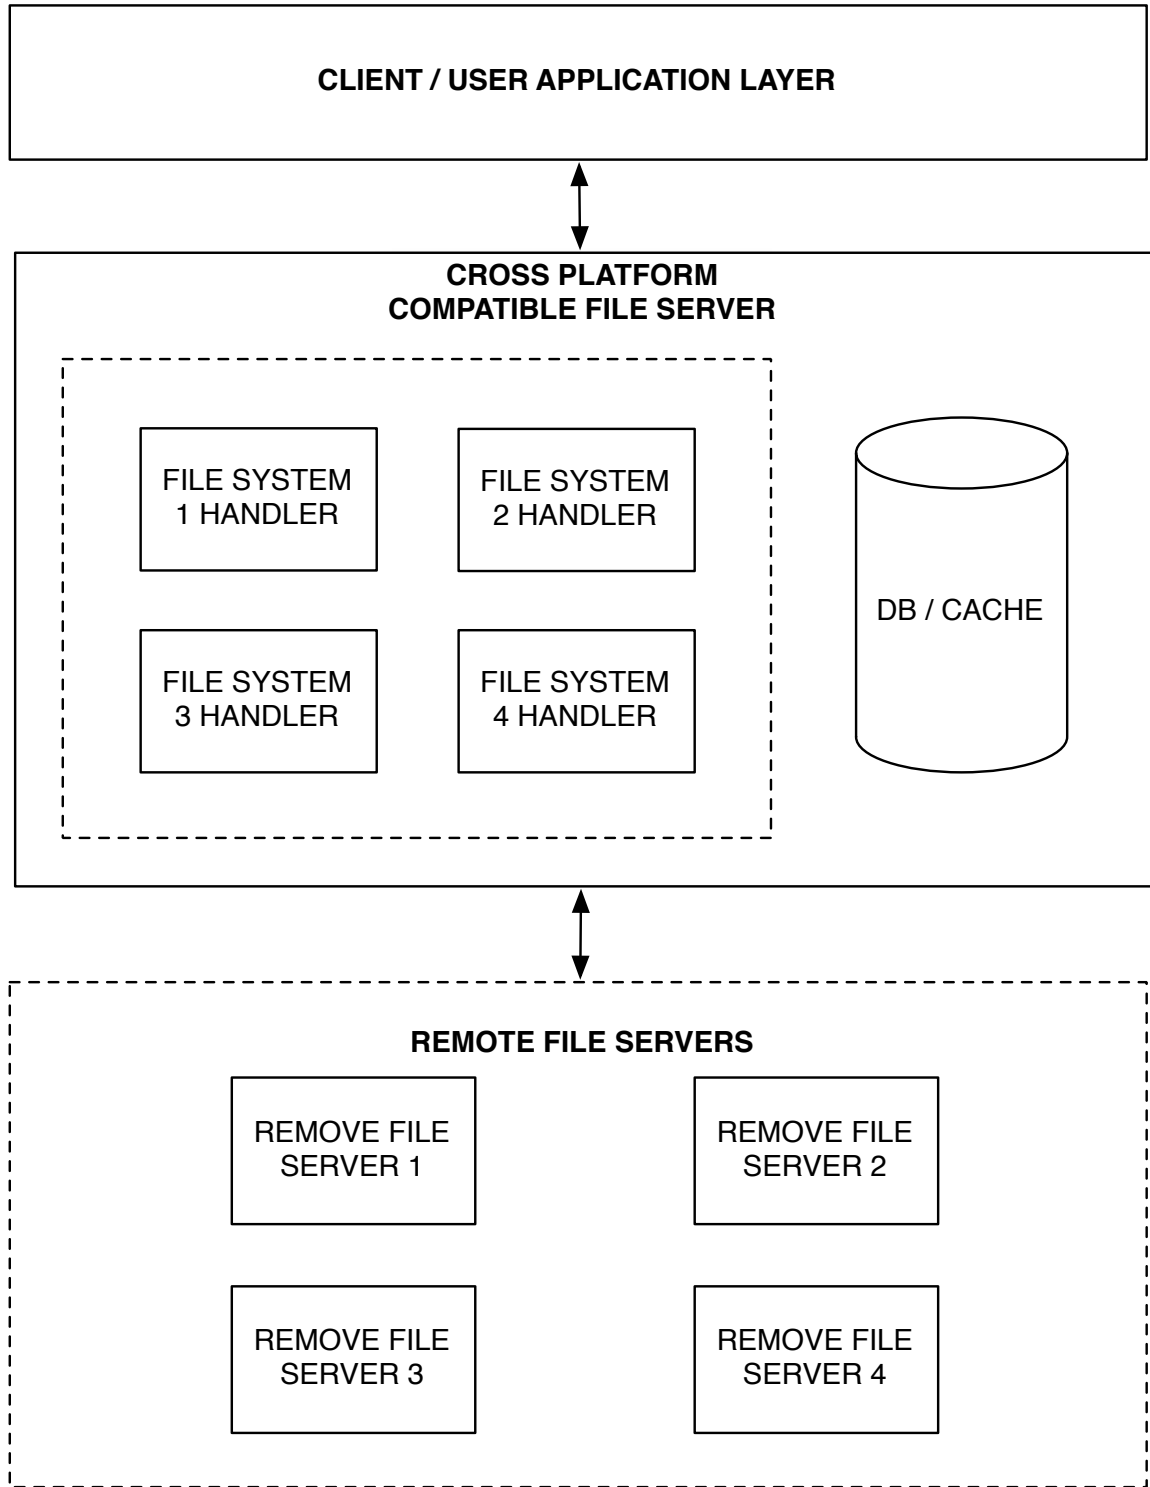 CLIENT / USER APPLICATION LAYER
CROSS PLATFORM
COMPATIBLE FILE SERVER
FILE SYSTEM
1 HANDLER
FILE SYSTEM
2 HANDLER
DB / CACHE
FILE SYSTEM
3 HANDLER
FILE SYSTEM
4 HANDLER
REMOTE FILE SERVERS
REMOVE FILE
SERVER 1
REMOVE FILE
SERVER 2
REMOVE FILE
SERVER 3
REMOVE FILE
SERVER 4